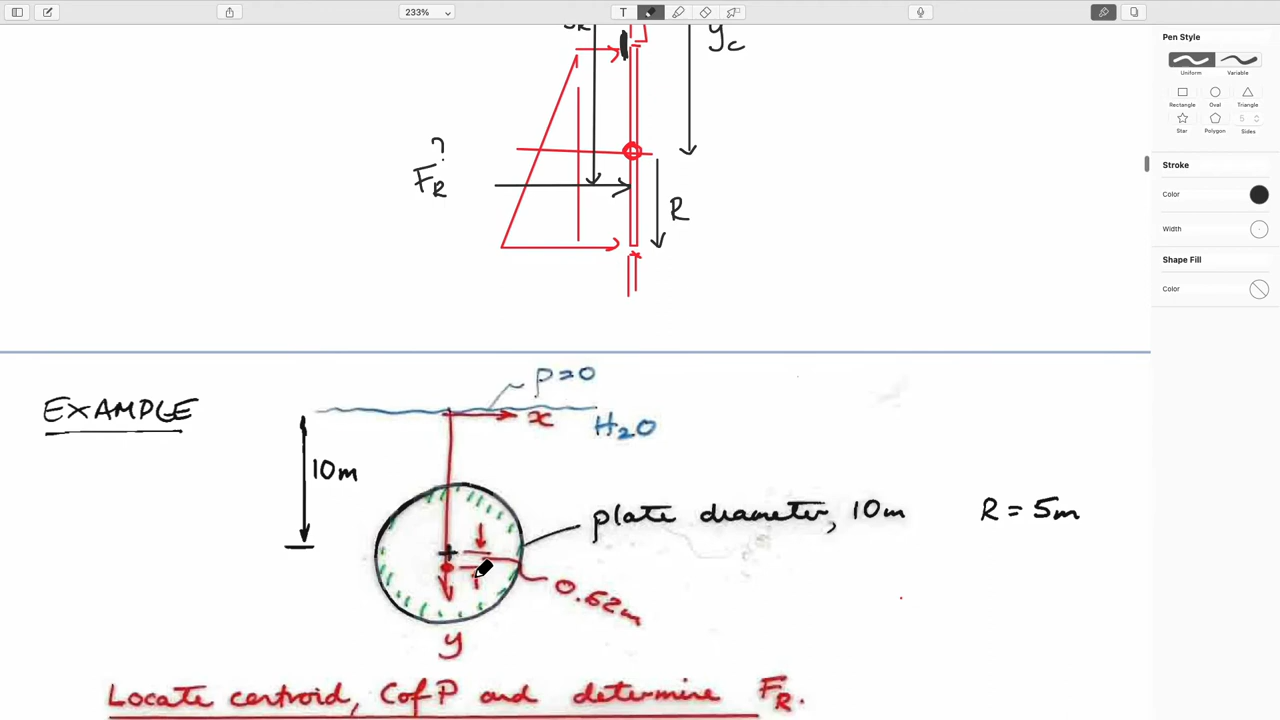 233%
T
Pen Style
Uniform
Variable
Rectangle
Oval
Triangle
Star
Polygon
5
Sides
Stroke
Color
Width
Shape Fill
Color
yc
?
FR
R
EXAMPLE
p=0
x
H2O
10m
plate diameter, 10m
R = 5m
0.62m
y
Locate centroid, C of P and determine FR.